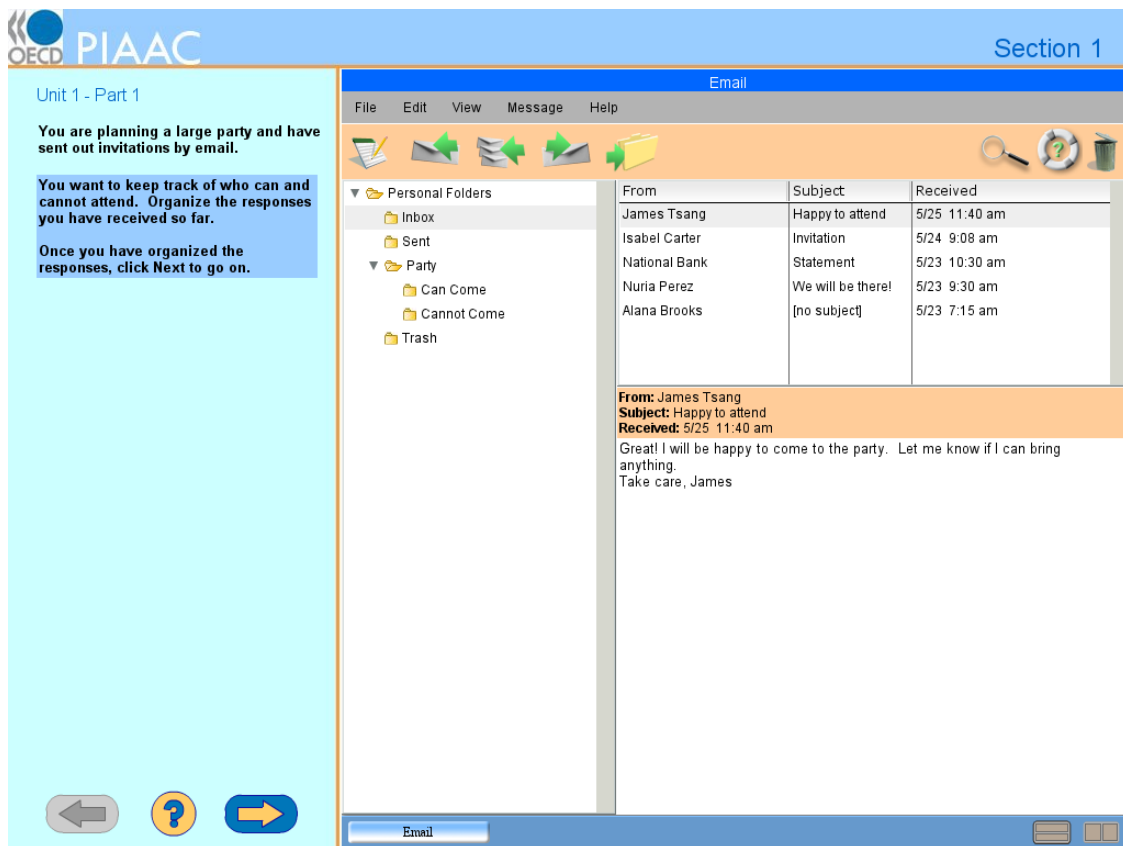 OECD
PIAAC
Section 1
Unit 1 - Part 1
You are planning a large party and have
sent out invitations by email.
You want to keep track of who can and
cannot attend.  Organize the responses
you have received so far.
Once you have organized the
responses, click Next to go on.
Email
File Edit View Message Help
Personal Folders
Inbox
Sent
Party
Can Come
Cannot Come
Trash
From Subject Received
James Tsang Happy to attend 5/25 11:40 am
Isabel Carter Invitation 5/24 9:08 am
National Bank Statement 5/23 10:30 am
Nuria Perez We will be there! 5/23 9:30 am
Alana Brooks [no subject] 5/23 7:15 am
From: James Tsang
Subject: Happy to attend
Received: 5/25 11:40 am
Great! I will be happy to come to the party.  Let me know if I can bring
anything.
Take care, James
Email